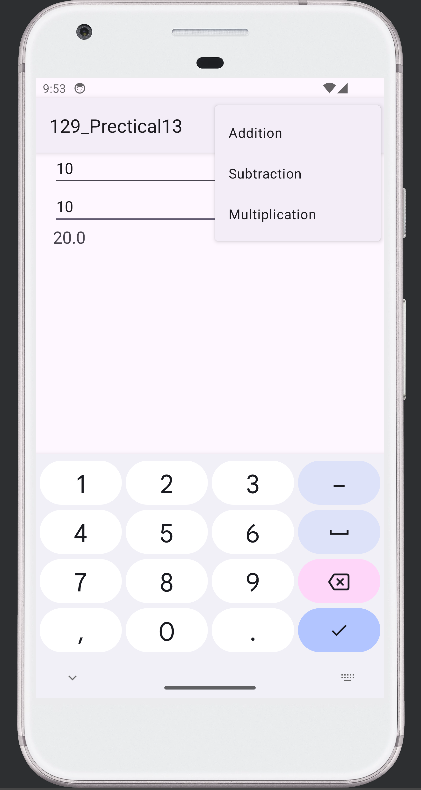 9:53
129_Prectical13
Addition
10
Subtraction
10
Multiplication
20.0
1 2 3 –
4 5 6
7 8 9
, 0 .